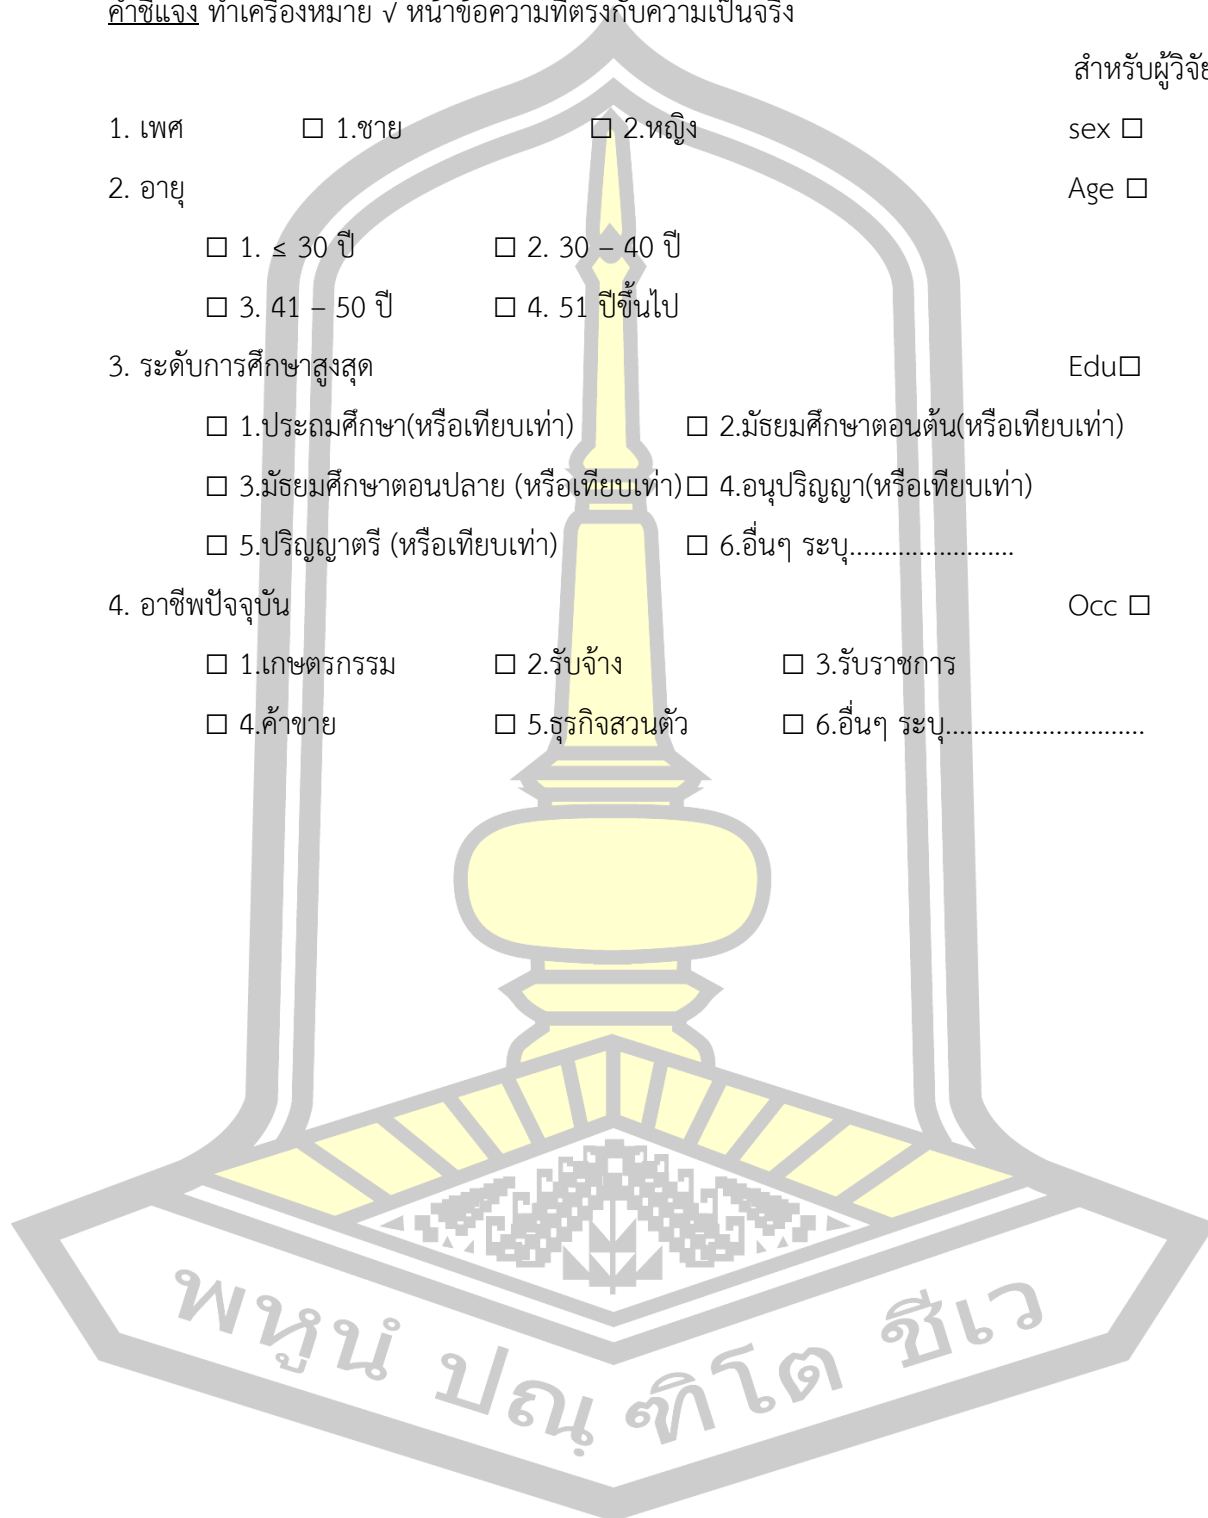 คำชี้แจง ทำเครื่องหมาย √ หน้าข้อความที่ตรงกับความเป็นจริง
สำหรับผู้วิจัย
1. เพศ □ 1.ชาย □ 2.หญิง sex □
2. อายุ Age □
□ 1. ≤ 30 ปี □ 2. 30 – 40 ปี
□ 3. 41 – 50 ปี □ 4. 51 ปีขึ้นไป
3. ระดับการศึกษาสูงสุด Edu□
□ 1.ประถมศึกษา(หรือเทียบเท่า) □ 2.มัธยมศึกษาตอนต้น(หรือเทียบเท่า)
□ 3.มัธยมศึกษาตอนปลาย (หรือเทียบเท่า) □ 4.อนุปริญญา(หรือเทียบเท่า)
□ 5.ปริญญาตรี (หรือเทียบเท่า) □ 6.อื่นๆ ระบุ........................
4. อาชีพปัจจุบัน Occ □
□ 1.เกษตรกรรม □ 2.รับจ้าง □ 3.รับราชการ
□ 4.ค้าขาย □ 5.ธุรกิจสวนตัว □ 6.อื่นๆ ระบุ.............................
พหูนํ ปณฺฑิโต ชีเว